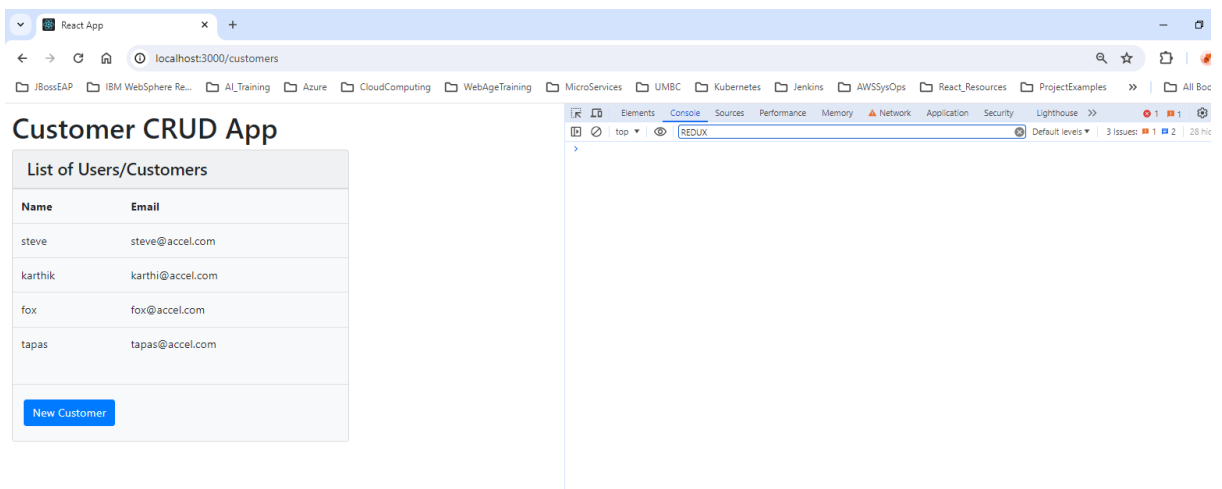 React App
localhost:3000/customers
JBossEAP IBM WebSphere Re... AI_Training Azure CloudComputing WebAgeTraining MicroServices UMBC Kubernetes Jenkins AWSSysOps React_Resources ProjectExamples All Boo
Elements Console Sources Performance Memory Network Application Security Lighthouse 1 1
top REDUX Default levels 3 Issues: 1 2 28 hid
Customer CRUD App
List of Users/Customers
Name Email
steve steve@accel.com
karthik karthi@accel.com
fox fox@accel.com
tapas tapas@accel.com
New Customer